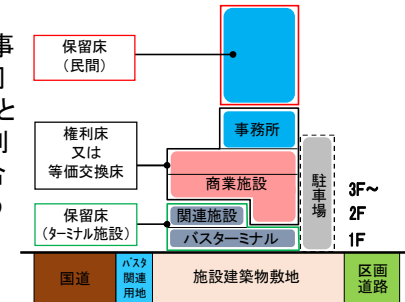 事
保留床
（民間）
と
権利床
又は
等価交換床
保留床
（ターミナル施設）
事務所
商業施設
関連施設
バスターミナル
駐車場
3F～
2F
1F
国道
バスタ
関連
用地
施設建築物敷地
区画
道路